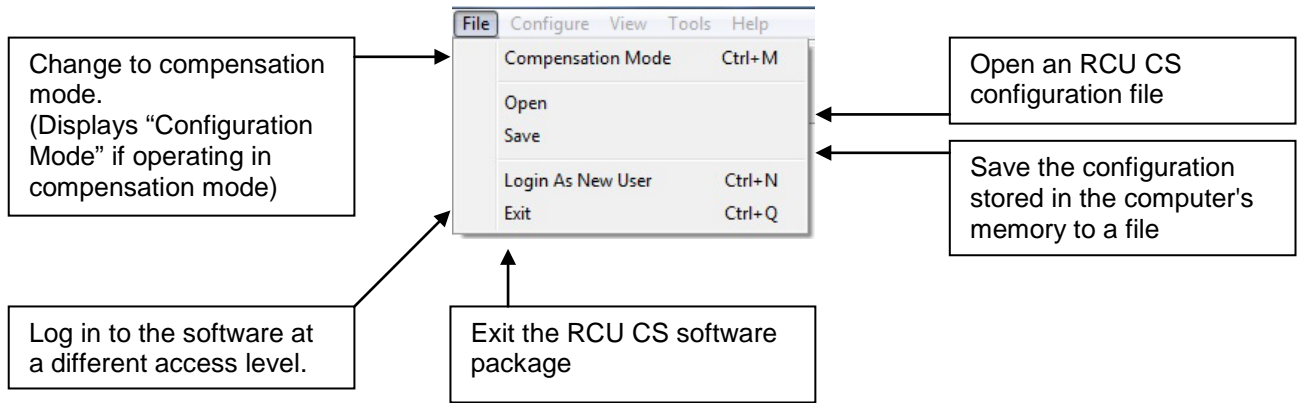 File Configure View Tools Help
Compensation Mode Ctrl+M
Open
Save
Login As New User Ctrl+N
Exit Ctrl+Q
Change to compensation
mode.
(Displays “Configuration
Mode” if operating in
compensation mode)
Open an RCU CS
configuration file
Save the configuration
stored in the computer's
memory to a file
Log in to the software at
a different access level.
Exit the RCU CS software
package